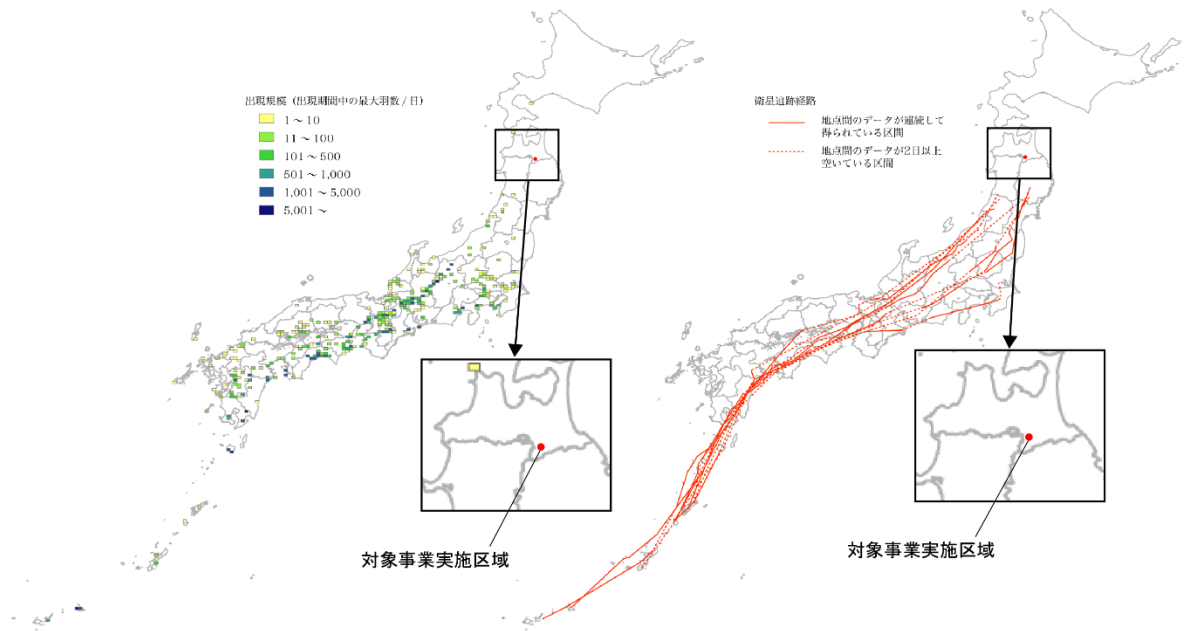 出現規模（出現期間中の最大羽数/日）
1～10
11～100
101～500
501～1,000
1,001～5,000
5,001～
対象事業実施区域
衛星追跡経路
地点間のデータが連続して
得られている区間
地点間のデータが2日以上
空いている区間
対象事業実施区域